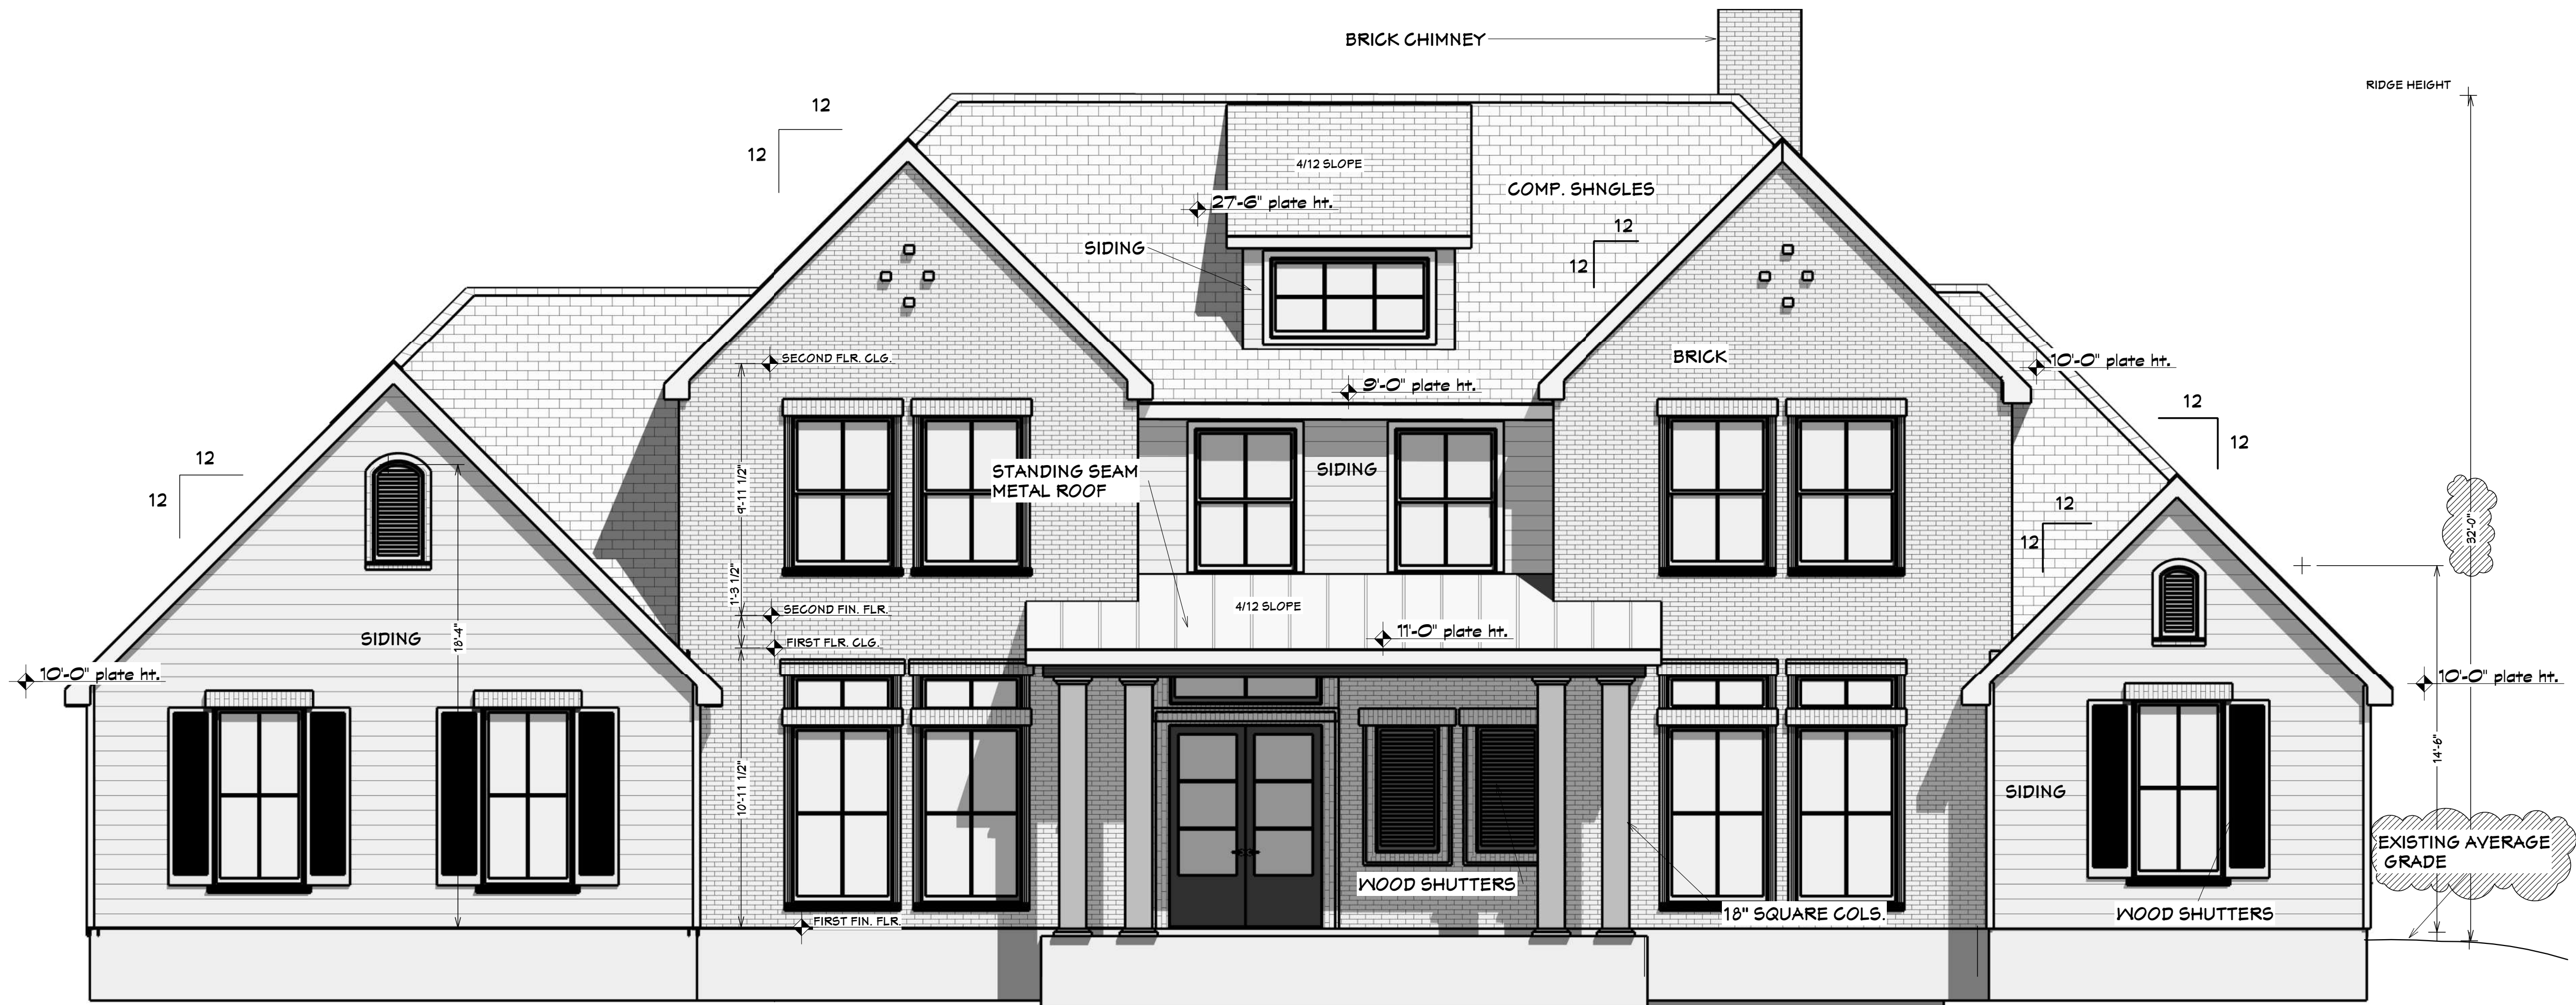 BRICK CHIMNEY
RIDGE HEIGHT
12
12
4/12 SLOPE
COMP. SHNGLES
27'-6" plate ht.
12
12
SIDING
BRICK
SECOND FLR. CLG.
10'-0" plate ht.
9'-0" plate ht.
12
12
12
12
STANDING SEAM
METAL ROOF
SIDING
9'-11 1/2"
12
12
32'-0"
1'-3 1/2"
SECOND FIN. FLR.
4/12 SLOPE
SIDING
18'-4"
FIRST FLR. CLG.
11'-0" plate ht.
10'-0" plate ht.
10'-0" plate ht.
14'-6"
10'-11 1/2"
SIDING
EXISTING AVERAGE
GRADE
WOOD SHUTTERS
18" SQUARE COLS.
WOOD SHUTTERS
FIRST FIN. FLR.